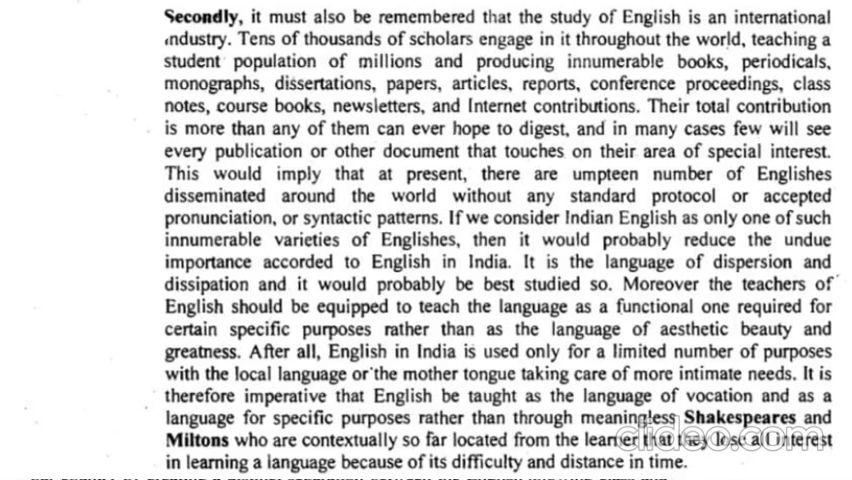 Secondly, it must also be remembered that the study of English is an international
industry. Tens of thousands of scholars engage in it throughout the world, teaching a
student population of millions and producing innumerable books, periodicals,
monographs, dissertations, papers, articles, reports, conference proceedings, class
notes, course books, newsletters, and Internet contributions. Their total contribution
is more than any of them can ever hope to digest, and in many cases few will see
every publication or other document that touches on their area of special interest.
This would imply that at present, there are umpteen number of Englishes
disseminated around the world without any standard protocol or accepted
pronunciation, or syntactic patterns. If we consider Indian English as only one of such
innumerable varieties of Englishes, then it would probably reduce the undue
importance accorded to English in India. It is the language of dispersion and
dissipation and it would probably be best studied so. Moreover the teachers of
English should be equipped to teach the language as a functional one required for
certain specific purposes rather than as the language of aesthetic beauty and
greatness. After all, English in India is used only for a limited number of purposes
with the local language or the mother tongue taking care of more intimate needs. It is
therefore imperative that English be taught as the language of vocation and as a
language for specific purposes rather than through meaningless Shakespeares and
Miltons who are contextually so far located from the learner that they lose all interest
in learning a language because of its difficulty and distance in time.
clideo.com